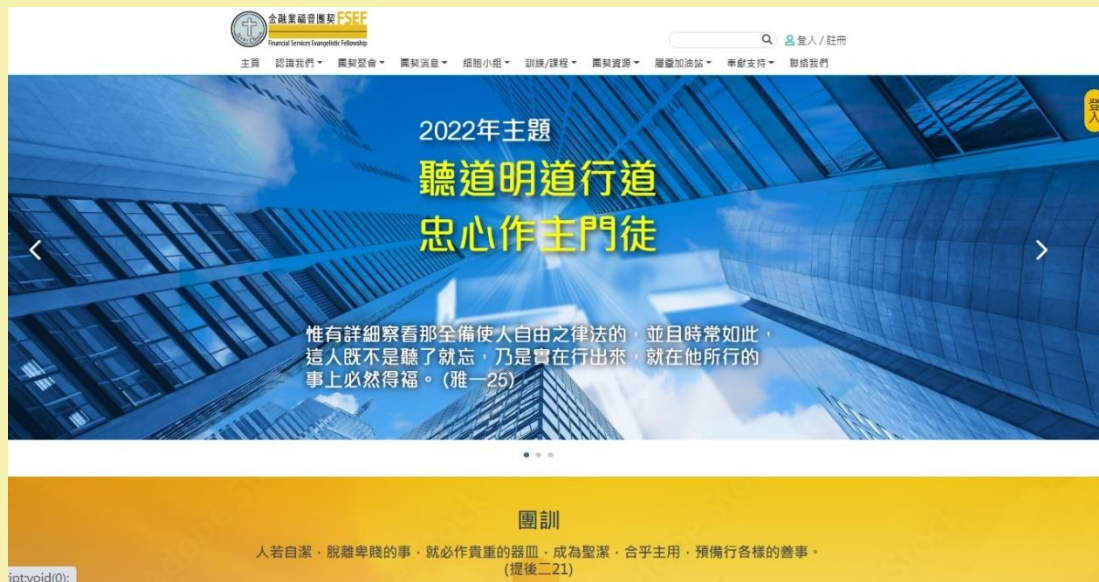 金融業福音團契 FSEF
Financial Services Evangelistic Fellowship
登入 / 註冊
主頁 認識我們 團契聚會 團契消息 細胞小組 訓練/課程 團契資源 屬靈加油站 奉獻支持 聯絡我們
登入
2022年主題
聽道明道行道
忠心作主門徒
惟有詳細察看那全備使人自由之律法的，並且時常如此，
這人既不是聽了就忘，乃是實在行出來，就在他所行的
事上必然得福。(雅一25)
團訓
人若自潔，脫離卑賤的事，就必作貴重的器皿，成為聖潔，合乎主用，預備行各樣的善事。
(提後二21)
ript:void(0);